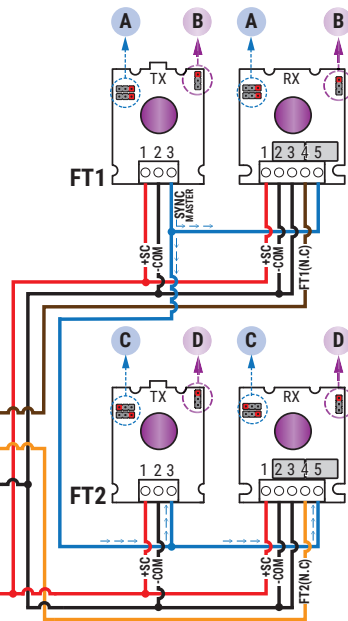 A B A B
TX RX
1 2 3 1 2 3 4 5
FT1
SYNC
MASTER
+SC -COM +SC -COM FT1(N.C)
C D C D
TX RX
1 2 3 1 2 3 4 5
FT2
+SC -COM +SC -COM FT2(N.C)